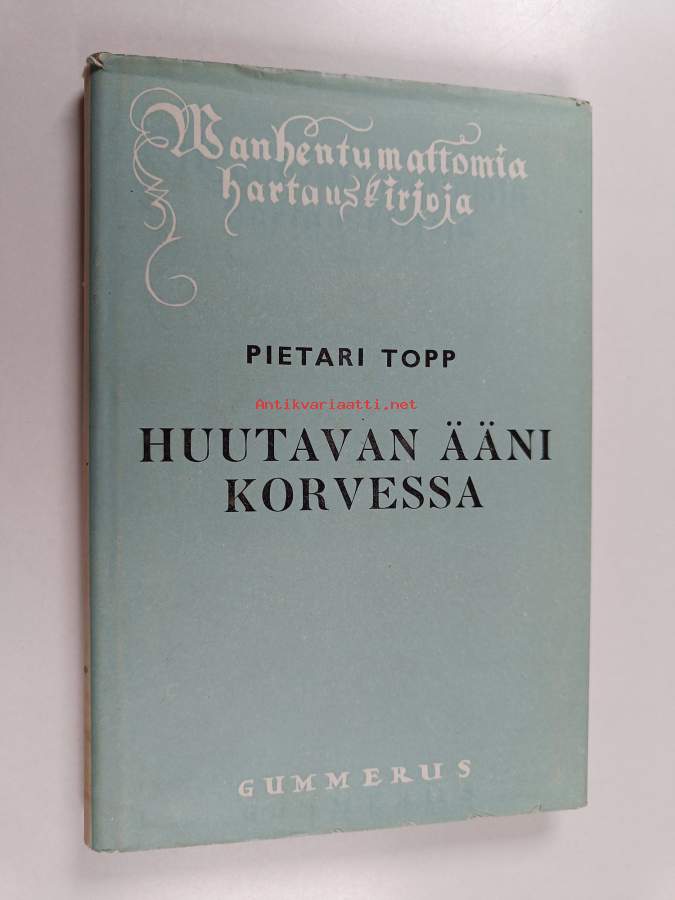 Wanhentumattomia
hartauskirjoja
PIETARI TOPP
Antikvariaatti.net
HUUTAVAN ÄÄNI
KORVESSA
GUMMERUS